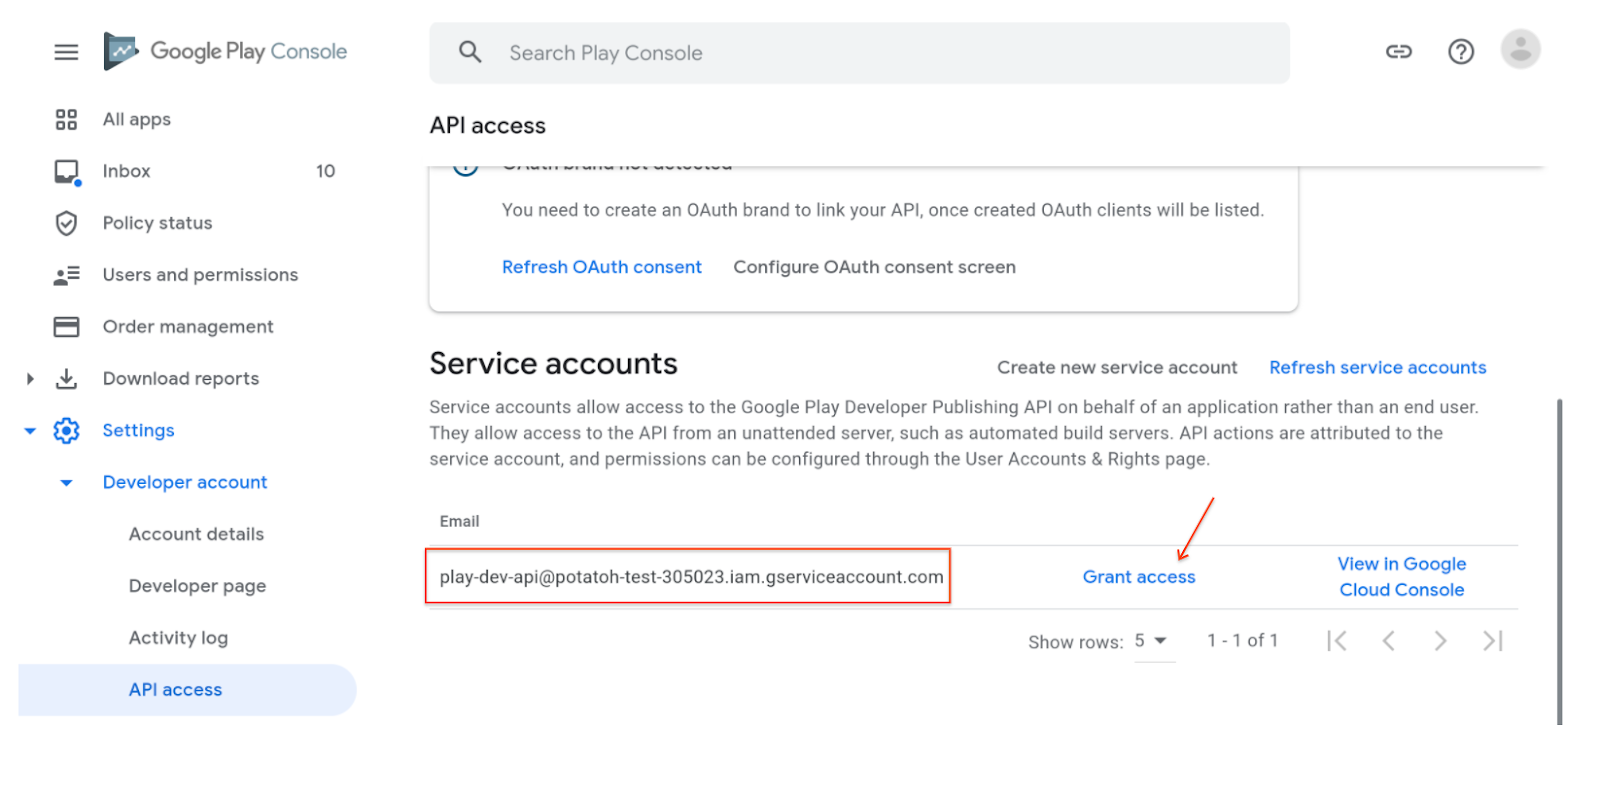 Google Play Console
Search Play Console
All apps
Inbox 10
Policy status
Users and permissions
Order management
Download reports
Settings
Developer account
Account details
Developer page
Activity log
API access
API access
OAuth brand not detected
You need to create an OAuth brand to link your API, once created OAuth clients will be listed.
Refresh OAuth consent Configure OAuth consent screen
Service accounts
Create new service account Refresh service accounts
Service accounts allow access to the Google Play Developer Publishing API on behalf of an application rather than an end user.
They allow access to the API from an unattended server, such as automated build servers. API actions are attributed to the
service account, and permissions can be configured through the User Accounts & Rights page.
Email
play-dev-api@potatoh-test-305023.iam.gserviceaccount.com
Grant access
View in Google
Cloud Console
Show rows: 5 1 - 1 of 1